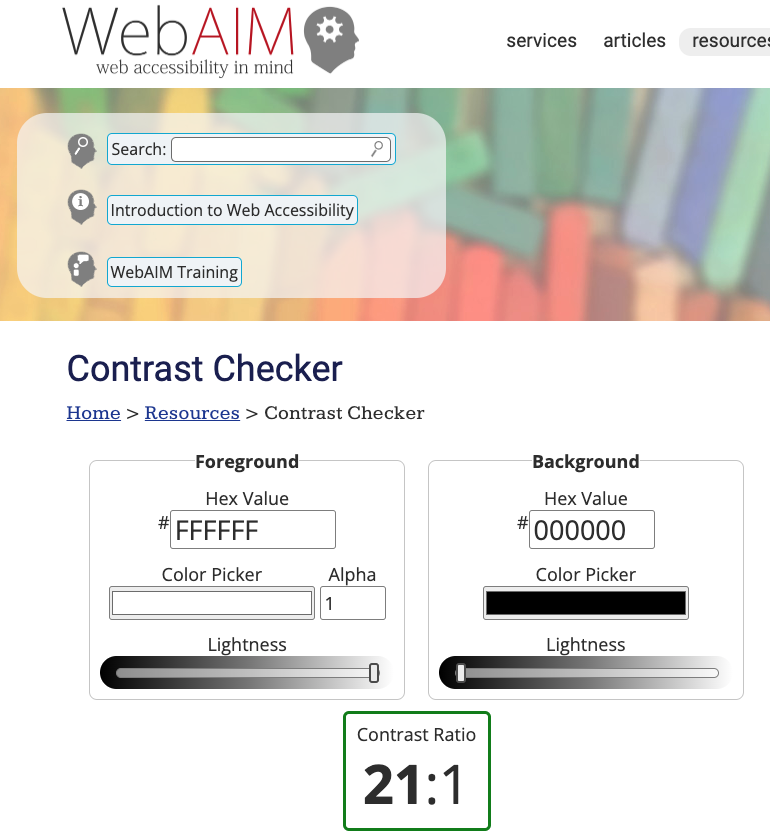 WebAIM
web accessibility in mind
services articles resources
Search:
Introduction to Web Accessibility
WebAIM Training
Contrast Checker
Home > Resources > Contrast Checker
Foreground
Hex Value
#FFFFFF
Color Picker Alpha
1
Lightness
Background
Hex Value
#000000
Color Picker
Lightness
Contrast Ratio
21:1